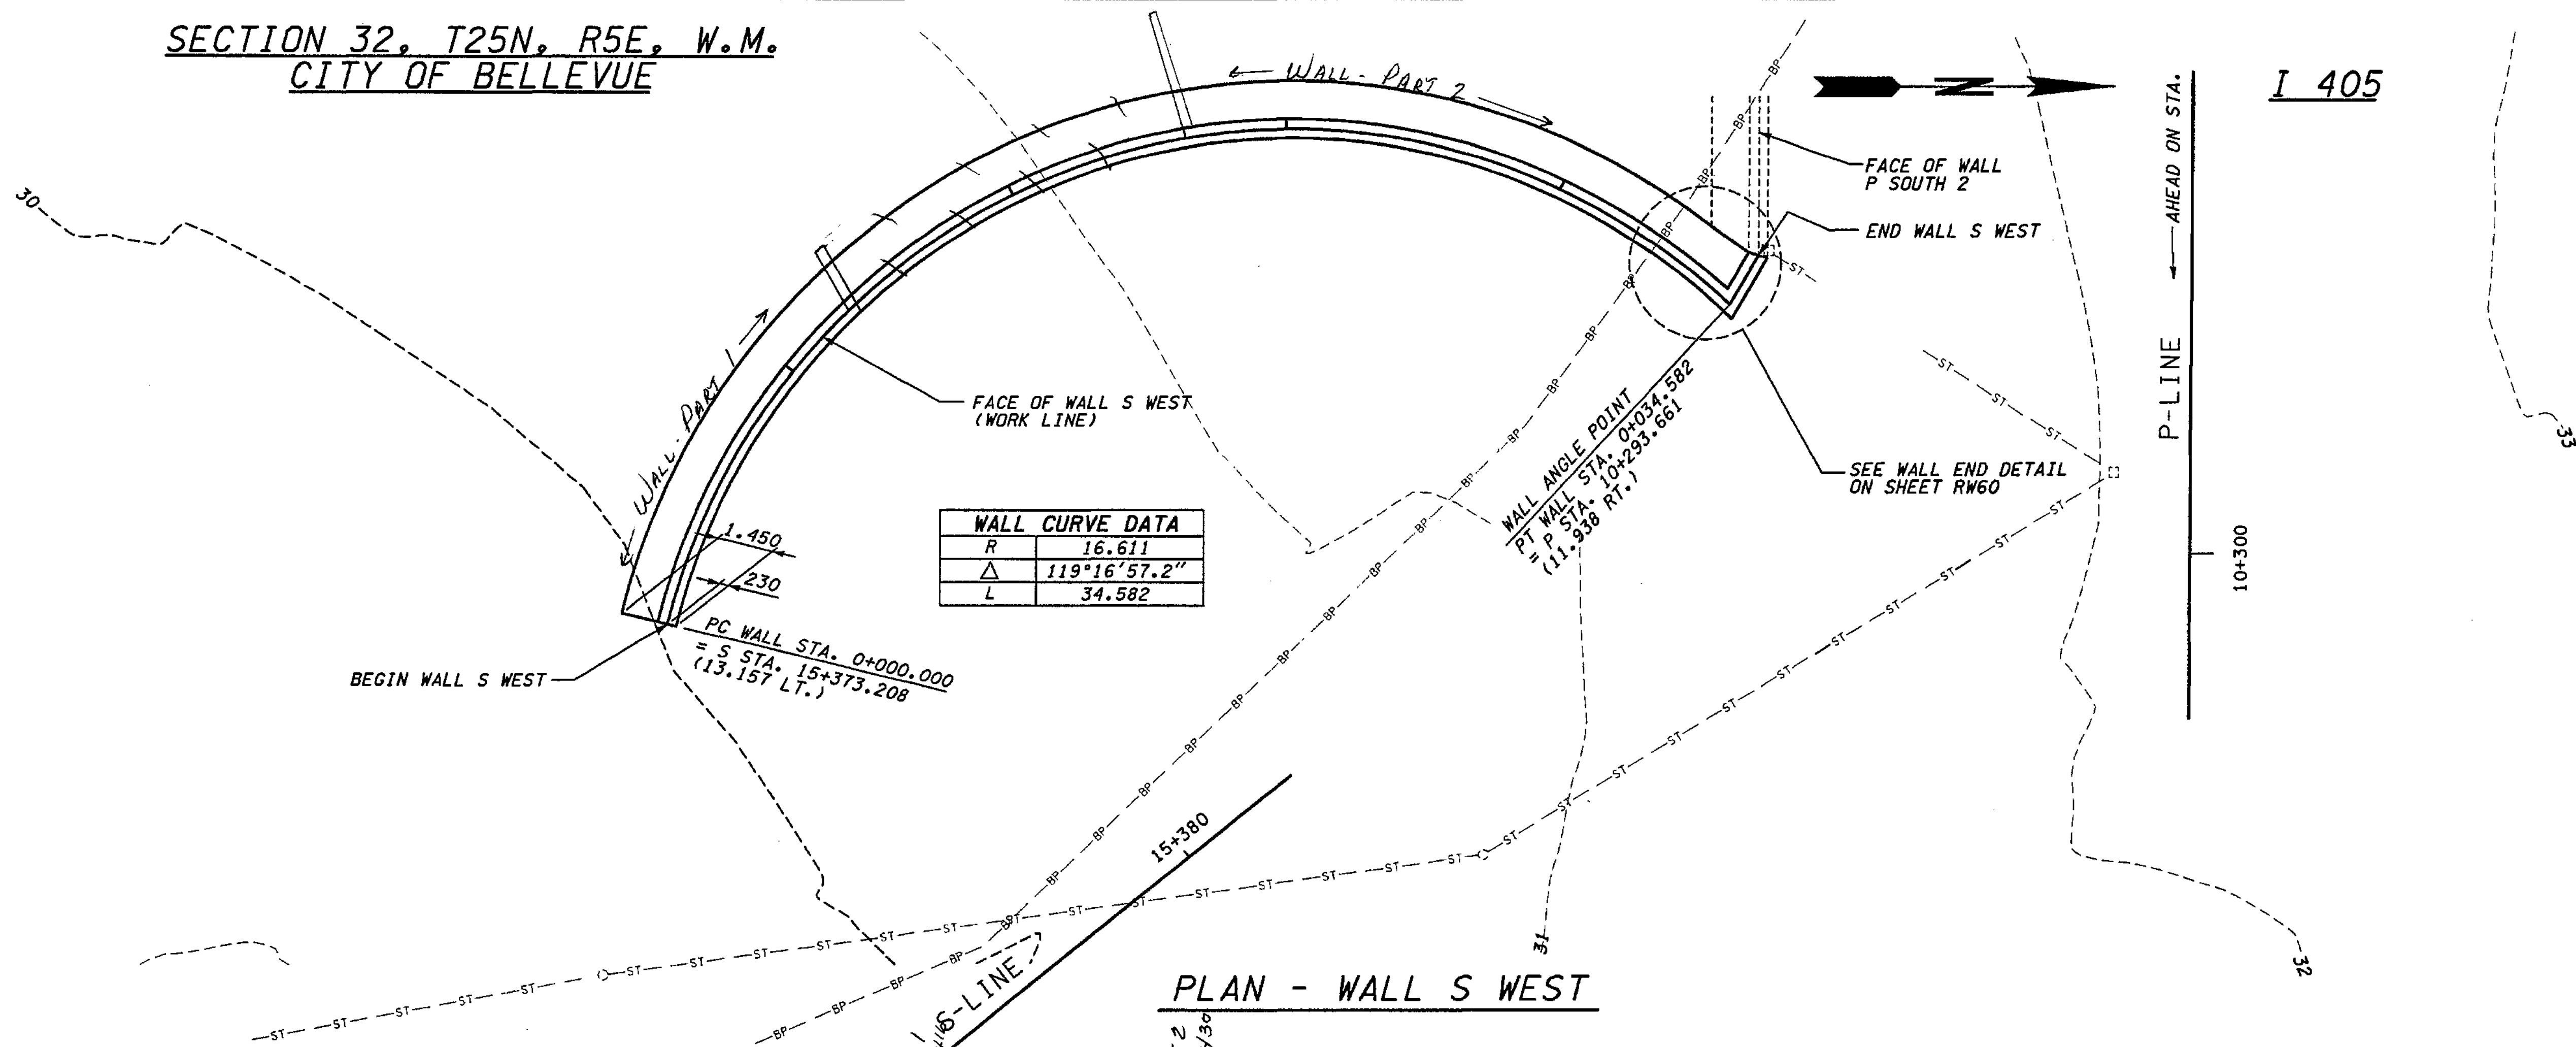 SECTION 32, T25N, R5E, W.M.
CITY OF BELLEVUE
I 405
WALL - PART 2
N
AHEAD ON STA.
P-LINE
10+300
FACE OF WALL
P SOUTH 2
END WALL S WEST
30
WALL - PART 1
FACE OF WALL S WEST
(WORK LINE)
WALL ANGLE POINT
PT WALL STA. 0+034.582
= P STA. 10+293.661
(11.938 RT.)
SEE WALL END DETAIL
ON SHEET RW60
33
WALL CURVE DATA
R 16.611
△ 119°16'57.2"
L 34.582
1.450
230
PC WALL STA. 0+000.000
= S STA. 15+373.208
(13.157 LT.)
BEGIN WALL S WEST
15+380
S-LINE
31
32
BP
ST
PLAN - WALL S WEST